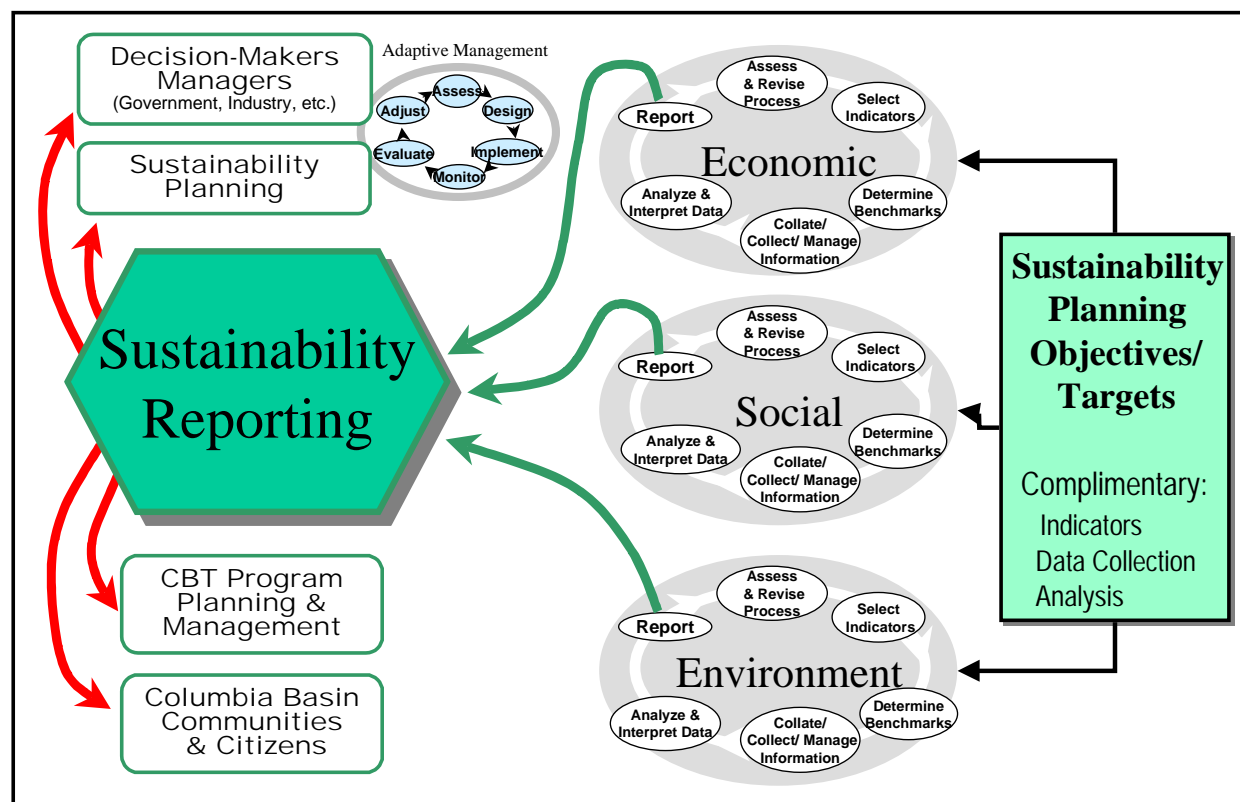 Decision-Makers
Managers
(Government, Industry, etc.)
Sustainability
Planning
Adaptive Management
Assess
Design
Implement
Monitor
Evaluate
Adjust
Sustainability
Reporting
CBT Program
Planning &
Management
Columbia Basin
Communities
& Citizens
Economic
Assess
& Revise
Process
Select
Indicators
Determine
Benchmarks
Collate/
Collect/ Manage
Information
Analyze &
Interpret Data
Report
Social
Assess
& Revise
Process
Select
Indicators
Determine
Benchmarks
Collate/
Collect/ Manage
Information
Analyze &
Interpret Data
Report
Environment
Assess
& Revise
Process
Select
Indicators
Determine
Benchmarks
Collate/
Collect/ Manage
Information
Analyze &
Interpret Data
Report
Sustainability
Planning
Objectives/
Targets
Complimentary:
Indicators
Data Collection
Analysis